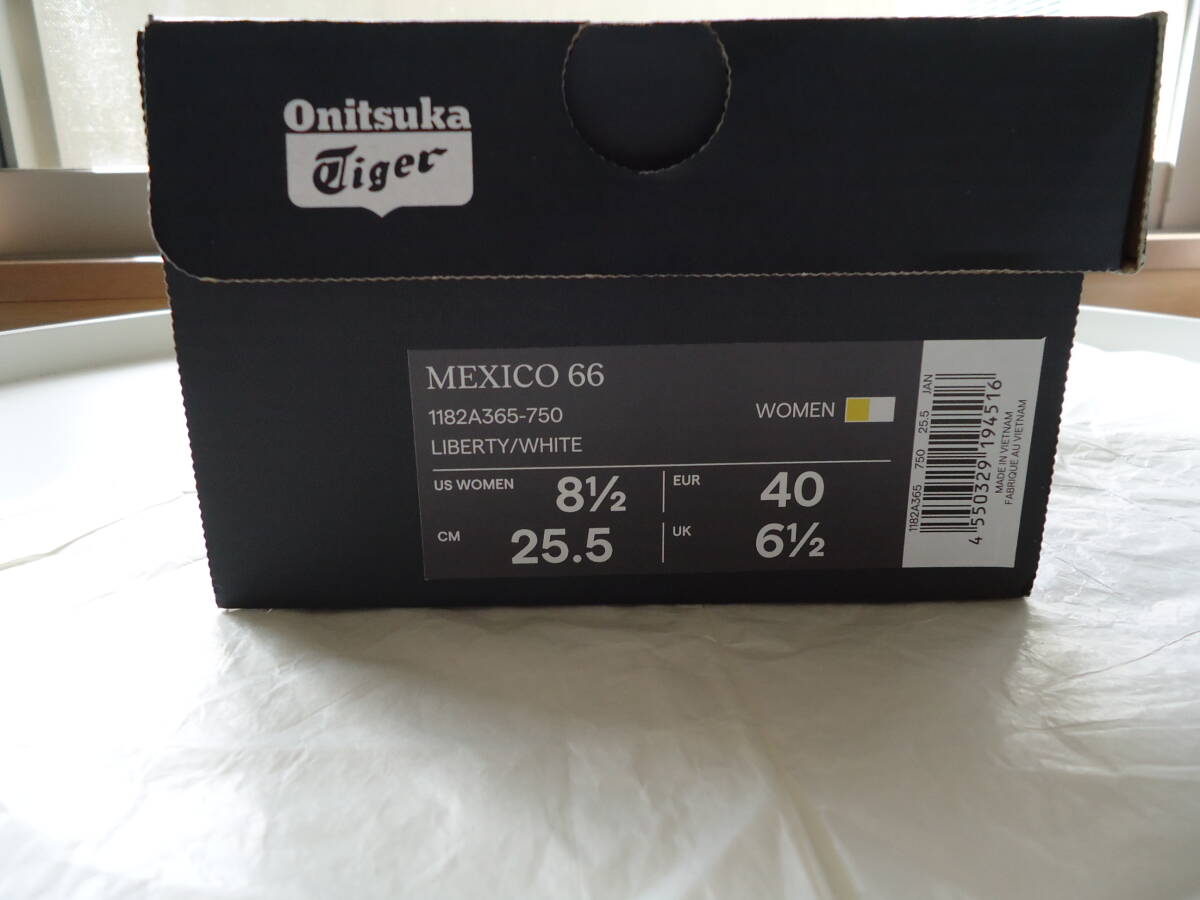 Onitsuka
Tiger
MEXICO 66
1182A365-750
LIBERTY/WHITE
WOMEN
US WOMEN 8½
EUR 40
CM 25.5
UK 6½
1182A365 750 25.5 JAN
4 550329 194516
MADE IN VIETNAM
FABRIQUE AU VIETNAM